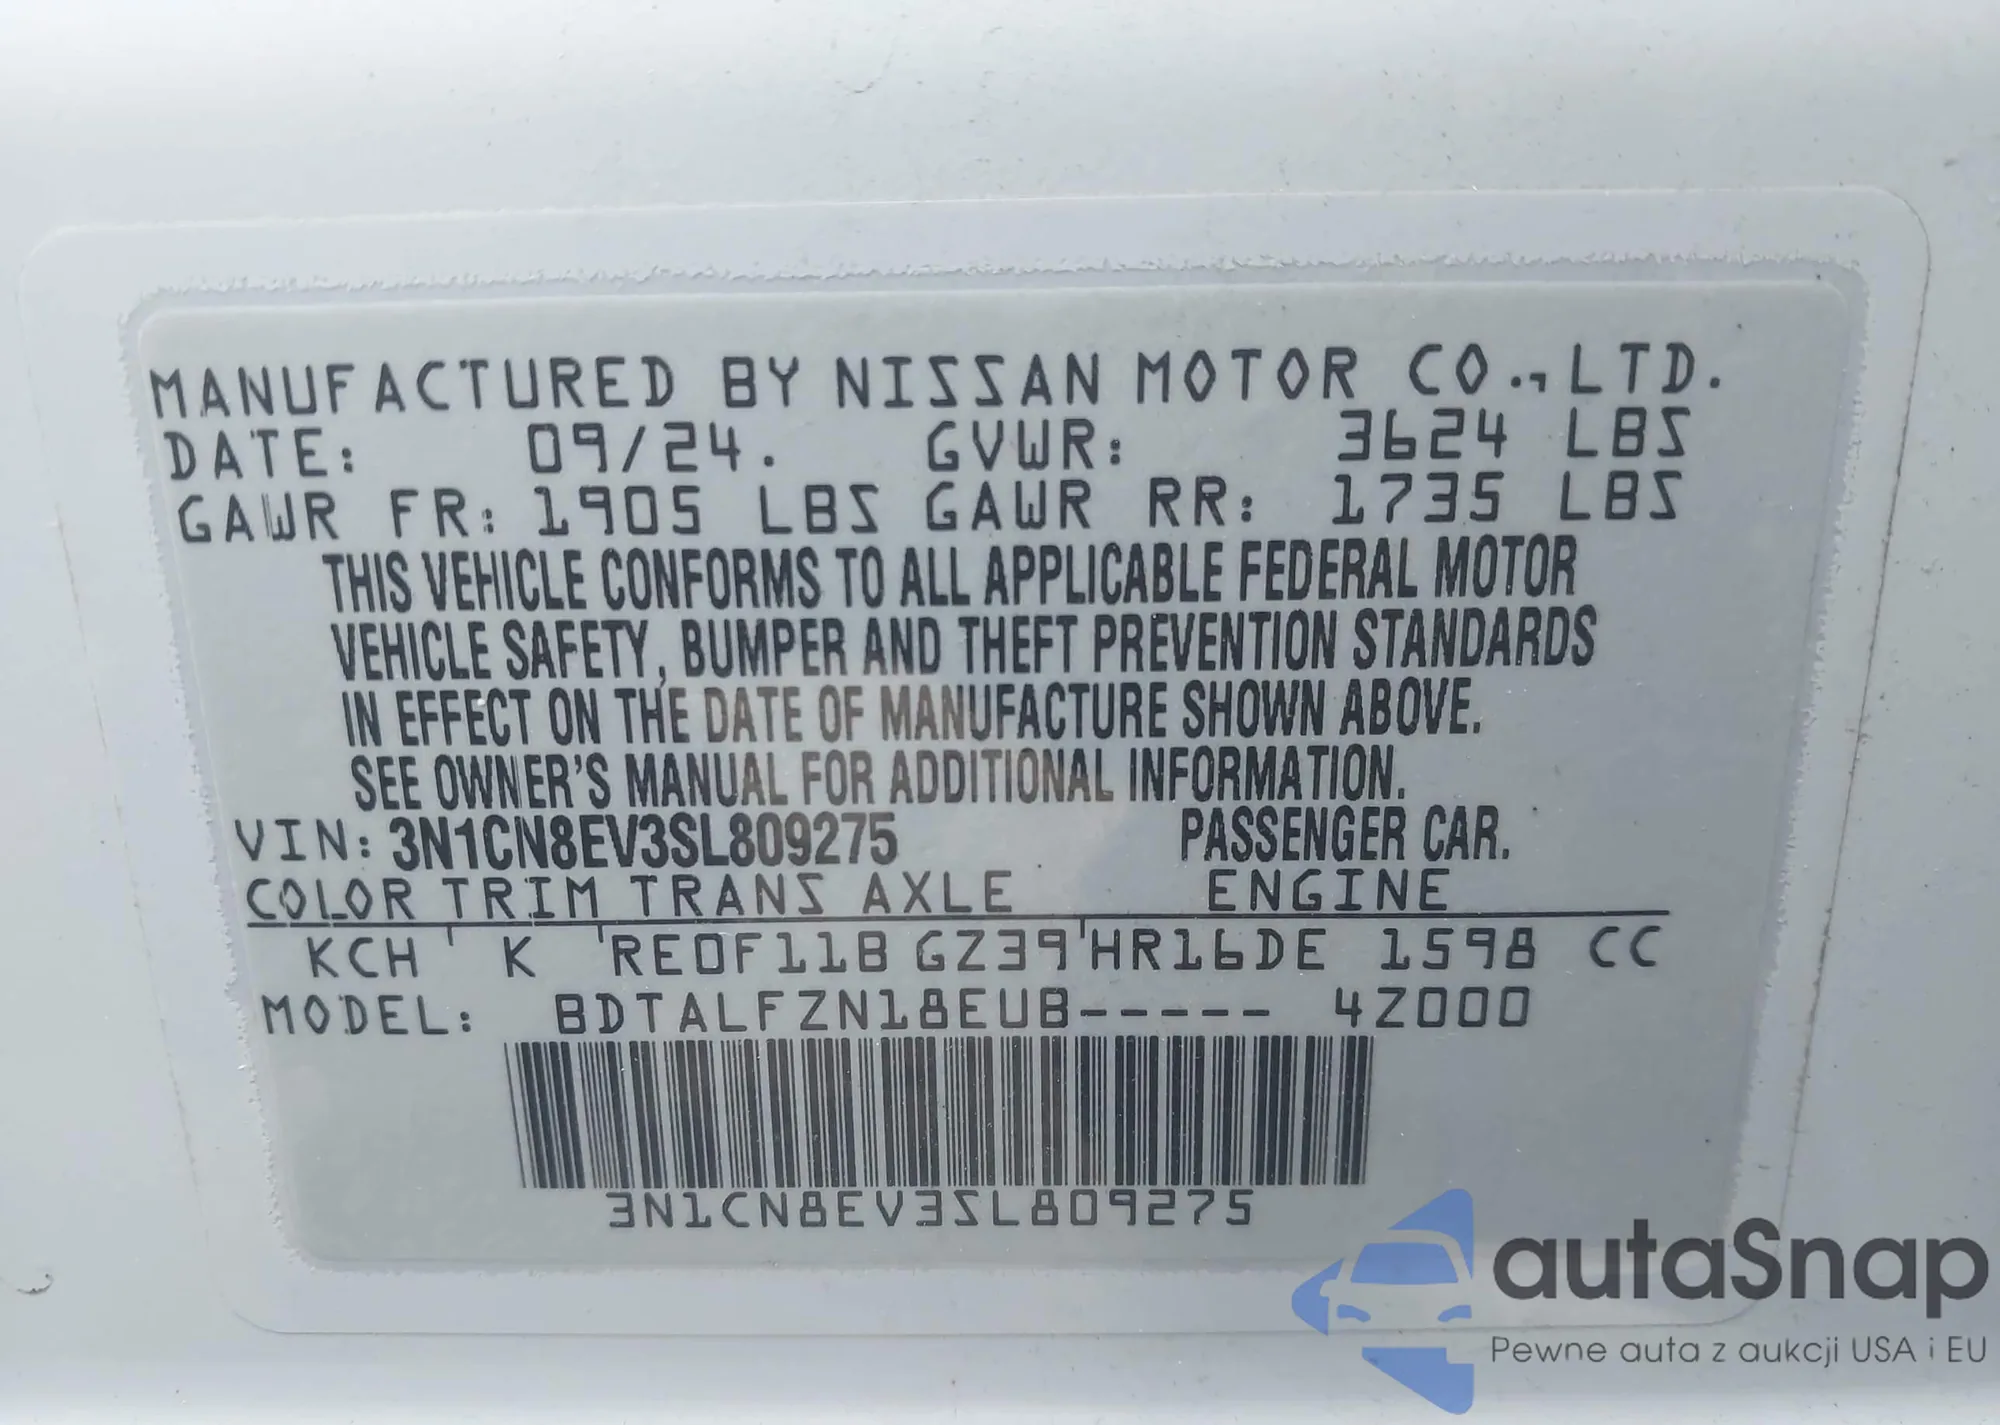 MANUFACTURED BY NISSAN MOTOR CO.,LTD.
DATE: 09/24. GVWR: 3624 LBS
GAWR FR: 1905 LBS GAWR RR: 1735 LBS
THIS VEHICLE CONFORMS TO ALL APPLICABLE FEDERAL MOTOR
VEHICLE SAFETY, BUMPER AND THEFT PREVENTION STANDARDS
IN EFFECT ON THE DATE OF MANUFACTURE SHOWN ABOVE.
SEE OWNER'S MANUAL FOR ADDITIONAL INFORMATION.
VIN: 3N1CN8EV3SL809275 PASSENGER CAR.
COLOR TRIM TRANS AXLE ENGINE
KCH K RE0F11B GZ39 HR16DE 1598 CC
MODEL: BDTALFZN18EUB----- 4Z000
3N1CN8EV3SL809275
autaSnap
Pewne auta z aukcji USA i EU